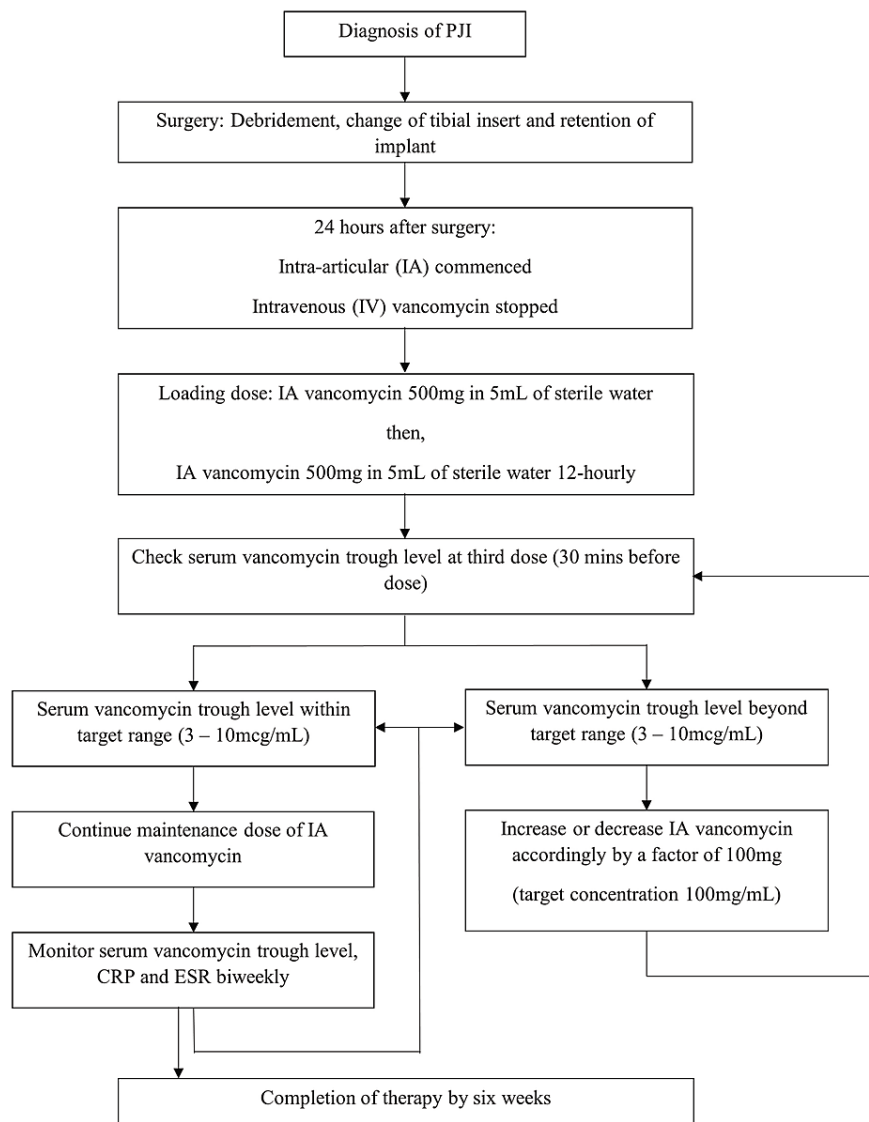 Diagnosis of PJI
Surgery: Debridement, change of tibial insert and retention of
implant
24 hours after surgery:
Intra-articular (IA) commenced
Intravenous (IV) vancomycin stopped
Loading dose: IA vancomycin 500mg in 5mL of sterile water
then,
IA vancomycin 500mg in 5mL of sterile water 12-hourly
Check serum vancomycin trough level at third dose (30 mins before
dose)
Serum vancomycin trough level within
target range (3 – 10mcg/mL)
Serum vancomycin trough level beyond
target range (3 – 10mcg/mL)
Continue maintenance dose of IA
vancomycin
Increase or decrease IA vancomycin
accordingly by a factor of 100mg
(target concentration 100mg/mL)
Monitor serum vancomycin trough level,
CRP and ESR biweekly
Completion of therapy by six weeks